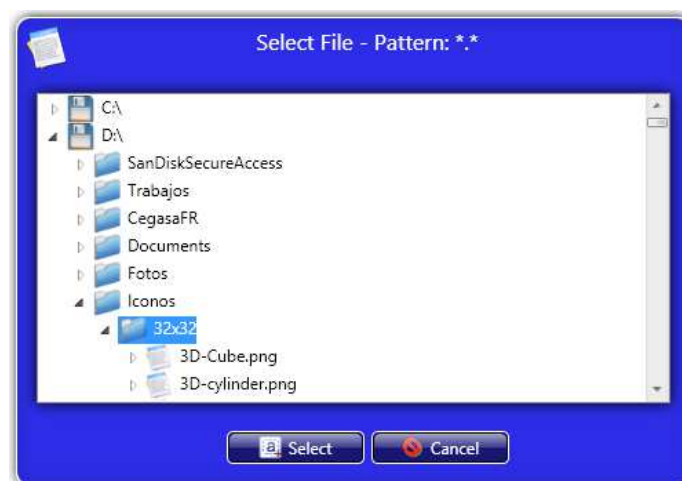 Select File - Pattern: *.*
C:\
D:\
SanDiskSecureAccess
Trabajos
CegasaFR
Documents
Fotos
Iconos
32x32
3D-Cube.png
3D-cylinder.png
Select Cancel